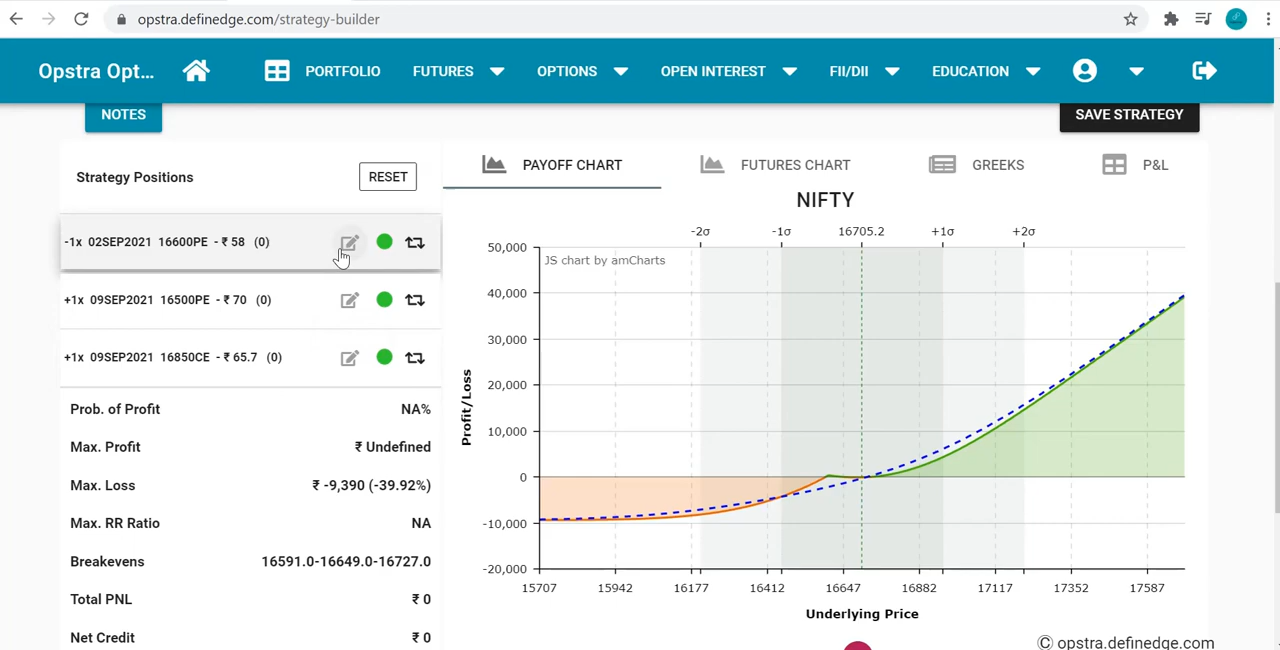 opstra.definedge.com/strategy-builder
Opstra Opt... PORTFOLIO FUTURES OPTIONS OPEN INTEREST FII/DII EDUCATION
NOTES SAVE STRATEGY
Strategy Positions RESET
PAYOFF CHART FUTURES CHART GREEKS P&L
NIFTY
-1x 02SEP2021 16600PE - ₹ 58 (0)
+1x 09SEP2021 16500PE - ₹ 70 (0)
+1x 09SEP2021 16850CE - ₹ 65.7 (0)
Prob. of Profit NA%
Max. Profit ₹ Undefined
Max. Loss ₹ -9,390 (-39.92%)
Max. RR Ratio NA
Breakevens 16591.0-16649.0-16727.0
Total PNL ₹ 0
Net Credit ₹ 0
-2σ -1σ 16705.2 +1σ +2σ
JS chart by amCharts
50,000
40,000
30,000
20,000
10,000
0
-10,000
-20,000
Profit/Loss
15707 15942 16177 16412 16647 16882 17117 17352 17587
Underlying Price
© opstra.definedge.com